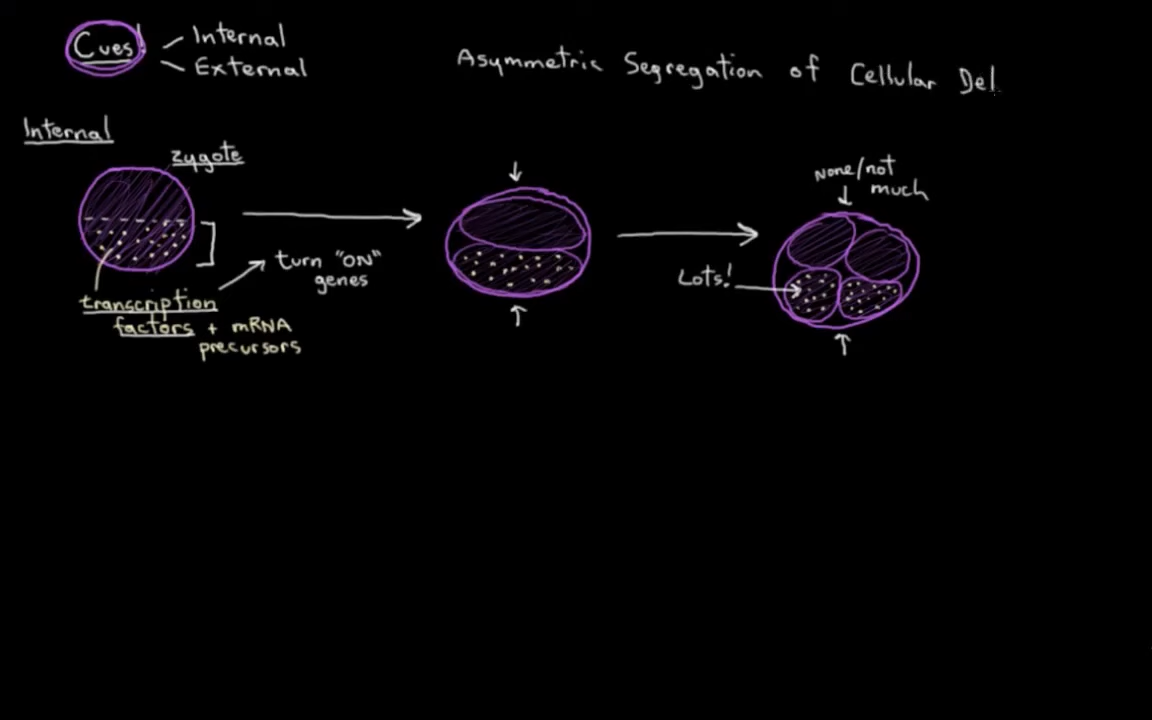 Cues!
Internal
External
Asymmetric Segregation of Cellular Del
Internal
zygote
transcription
factors + mRNA
precursors
turn "ON"
genes
Lots!
None/not
much